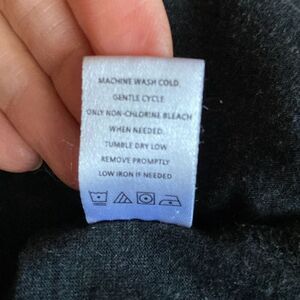 MACHINE WASH COLD
GENTLE CYCLE
ONLY NON-CHLORINE BLEACH
WHEN NEEDED
TUMBLE DRY LOW
REMOVE PROMPTLY
LOW IRON IF NEEDED